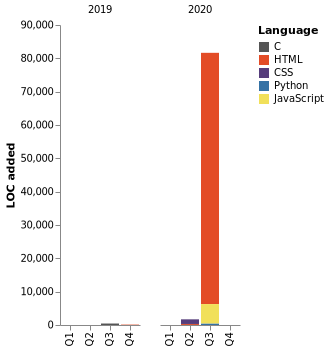 2019 2020
Language
C
HTML
CSS
Python
JavaScript
LOC added
90,000
80,000
70,000
60,000
50,000
40,000
30,000
20,000
10,000
0
Q1 Q2 Q3 Q4 Q1 Q2 Q3 Q4